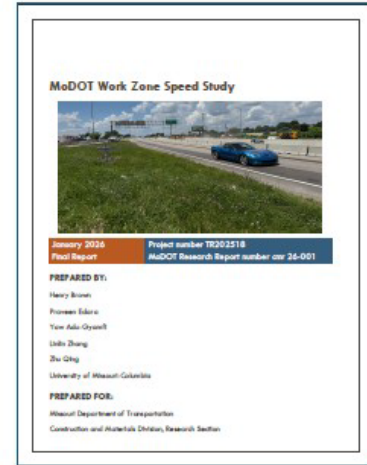 MoDOT Work Zone Speed Study
January 2026
Project number TR202518
Final Report
MoDOT Research Report number cmr 26-001
PREPARED BY:
Henry Brown
Praveen Edara
Yaw Adu-Gyamfi
Linlin Zhang
Zhu Qing
University of Missouri-Columbia
PREPARED FOR:
Missouri Department of Transportation
Construction and Materials Division, Research Section